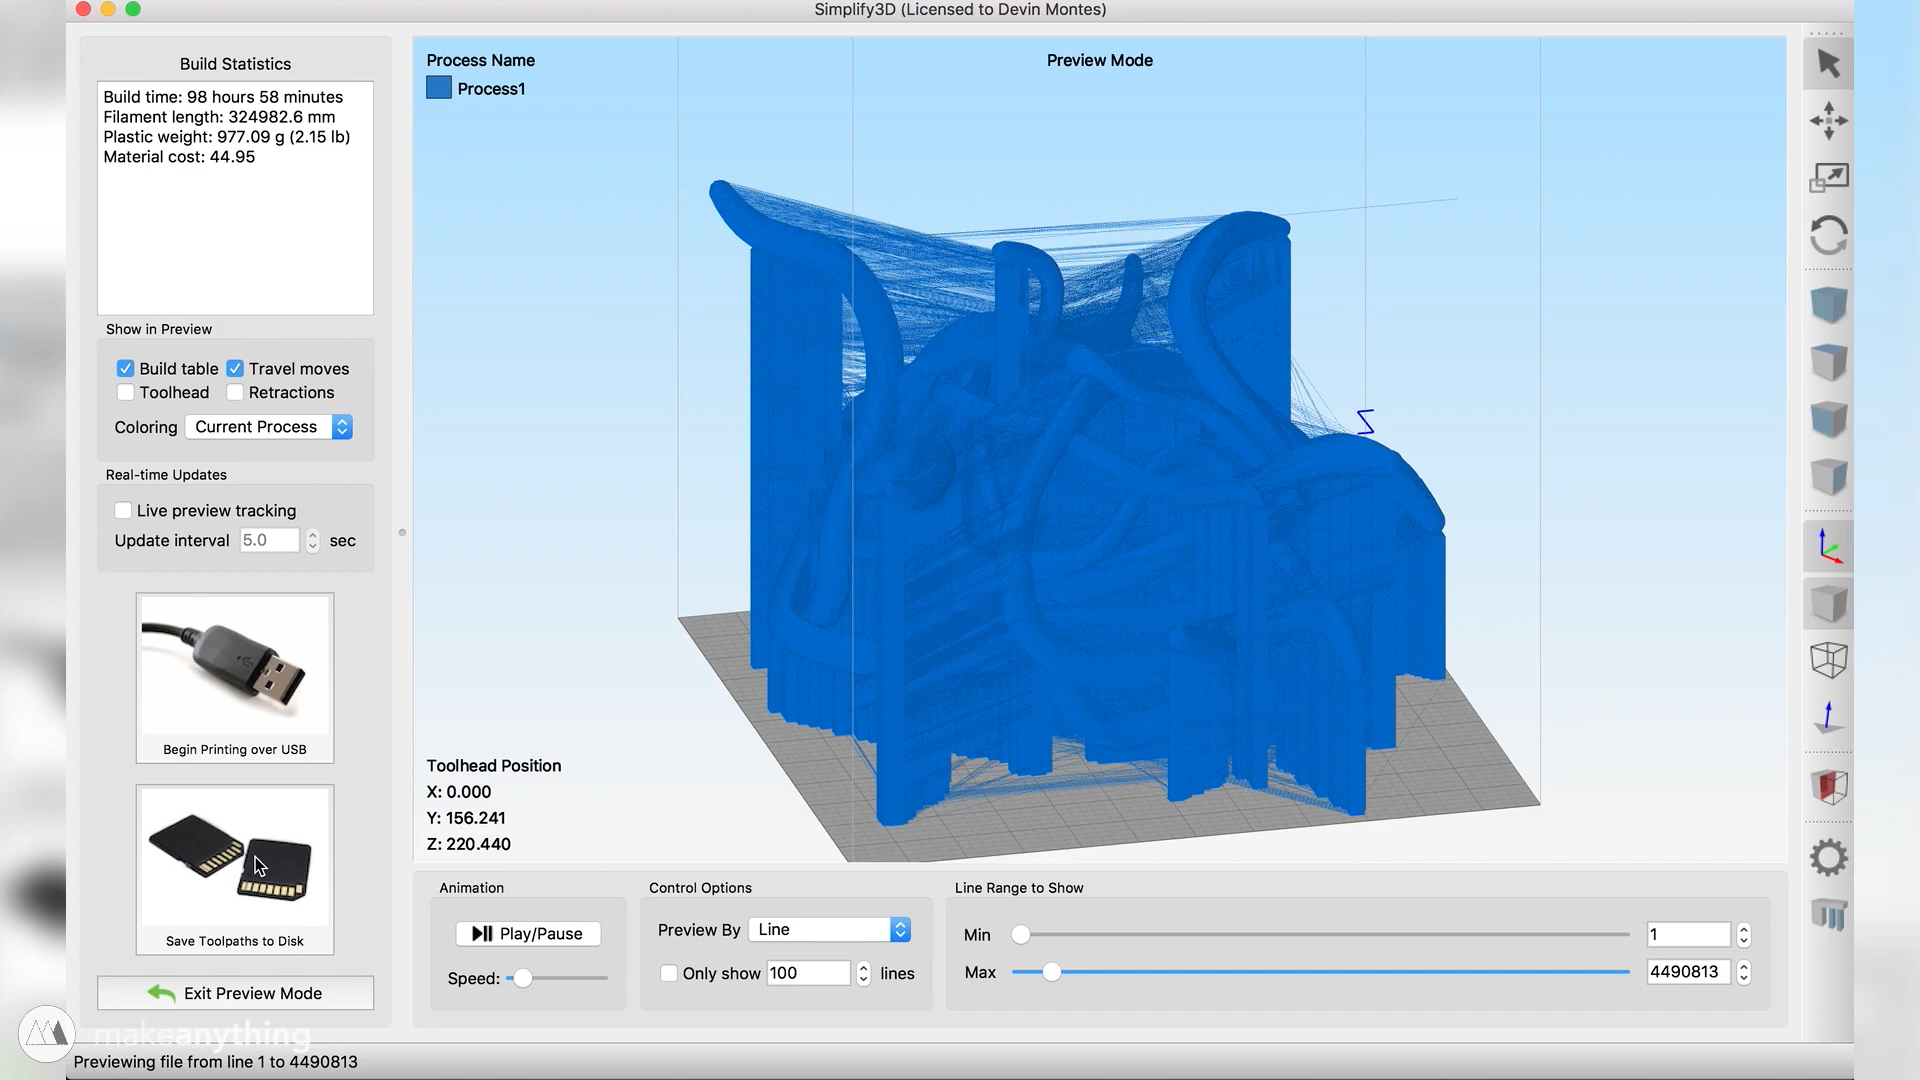 Simplify3D (Licensed to Devin Montes)
Build Statistics
Build time: 98 hours 58 minutes
Filament length: 324982.6 mm
Plastic weight: 977.09 g (2.15 lb)
Material cost: 44.95
Show in Preview
Build table
Travel moves
Toolhead
Retractions
Coloring
Current Process
Real-time Updates
Live preview tracking
Update interval
5.0
sec
Begin Printing over USB
Save Toolpaths to Disk
Exit Preview Mode
Process Name
Process1
Preview Mode
Z
Toolhead Position
X: 0.000
Y: 156.241
Z: 220.440
Animation
Play/Pause
Speed:
Control Options
Preview By
Line
Only show
100
lines
Line Range to Show
Min
1
Max
4490813
makeanything
Previewing file from line 1 to 4490813